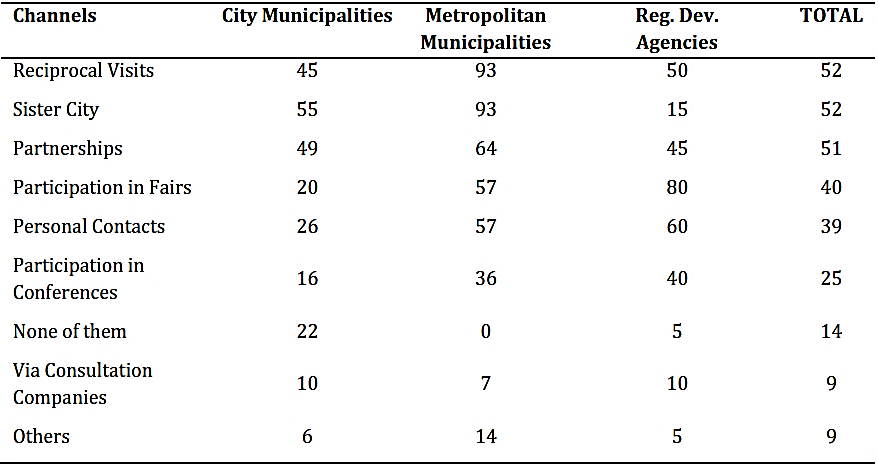 Channels City Municipalities Metropolitan Municipalities Reg. Dev. Agencies TOTAL
Reciprocal Visits 45 93 50 52
Sister City 55 93 15 52
Partnerships 49 64 45 51
Participation in Fairs 20 57 80 40
Personal Contacts 26 57 60 39
Participation in Conferences 16 36 40 25
None of them 22 0 5 14
Via Consultation Companies 10 7 10 9
Others 6 14 5 9